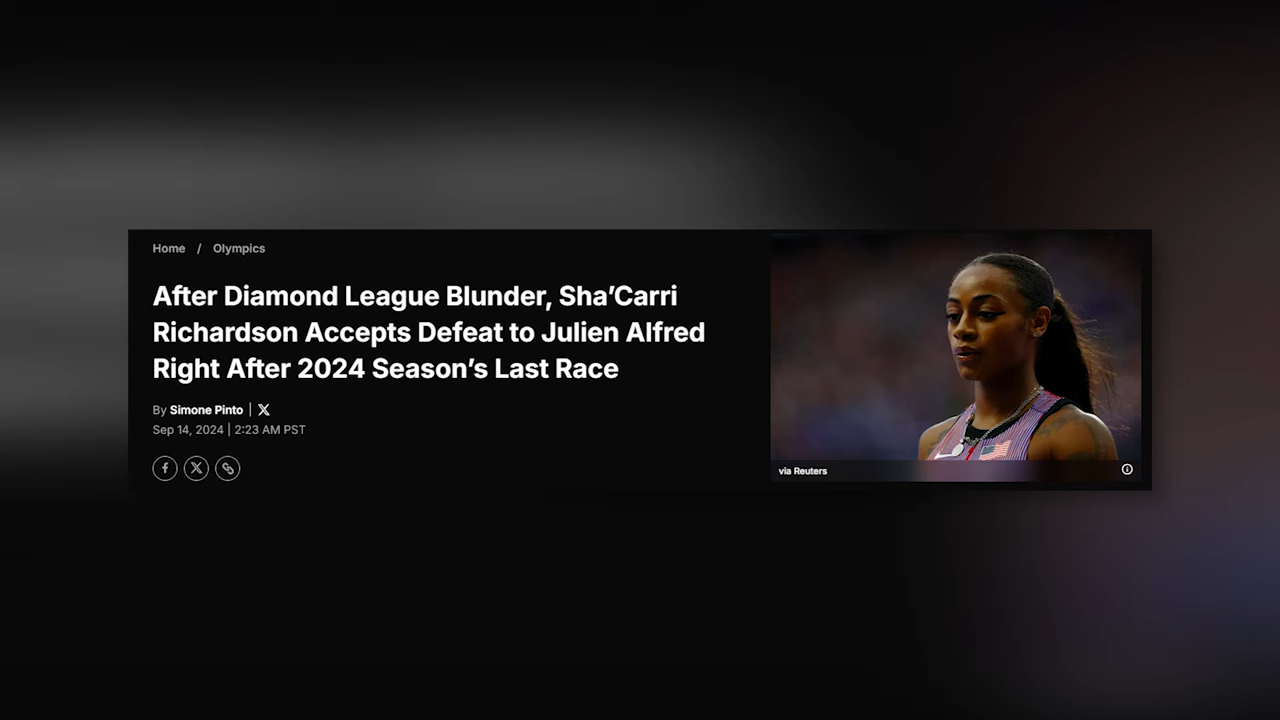 Home / Olympics
After Diamond League Blunder, Sha’Carri
Richardson Accepts Defeat to Julien Alfred
Right After 2024 Season’s Last Race
By Simone Pinto | X
Sep 14, 2024 | 2:23 AM PST
via Reuters